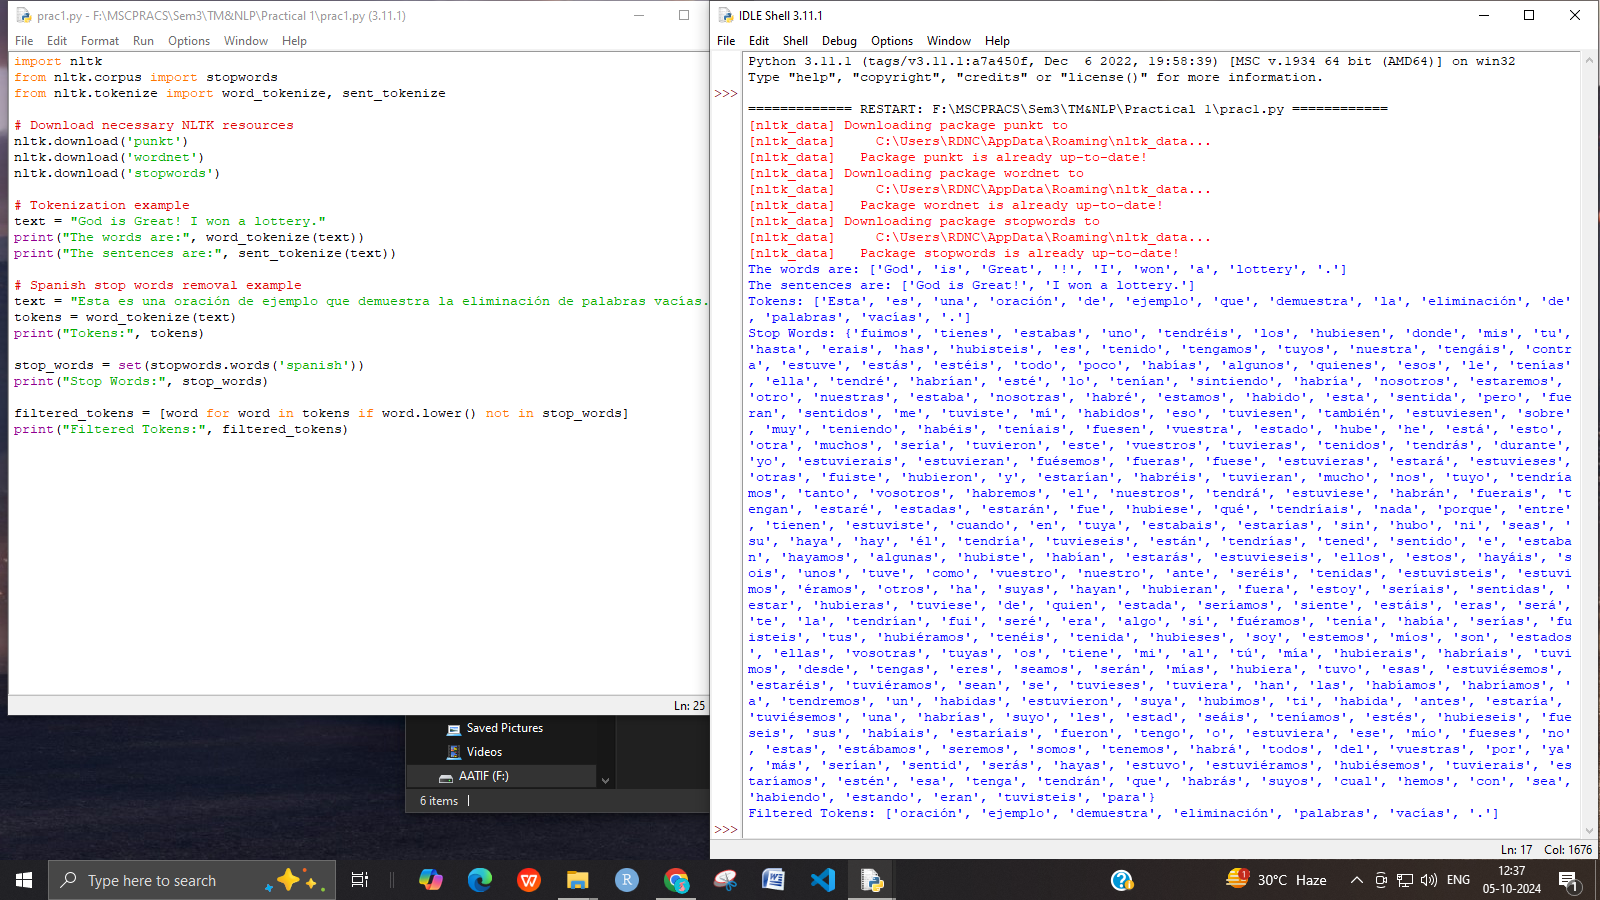 prac1.py - F:\MSCPRACS\Sem3\TM&NLP\Practical 1\prac1.py (3.11.1)
File Edit Format Run Options Window Help
import nltk
from nltk.corpus import stopwords
from nltk.tokenize import word_tokenize, sent_tokenize
# Download necessary NLTK resources
nltk.download('punkt')
nltk.download('wordnet')
nltk.download('stopwords')
# Tokenization example
text = "God is Great! I won a lottery."
print("The words are:", word_tokenize(text))
print("The sentences are:", sent_tokenize(text))
# Spanish stop words removal example
text = "Esta es una oración de ejemplo que demuestra la eliminación de palabras vacías.
tokens = word_tokenize(text)
print("Tokens:", tokens)
stop_words = set(stopwords.words('spanish'))
print("Stop Words:", stop_words)
filtered_tokens = [word for word in tokens if word.lower() not in stop_words]
print("Filtered Tokens:", filtered_tokens)
Ln: 25
Saved Pictures
Videos
AATIF (F:)
6 items
IDLE Shell 3.11.1
File Edit Shell Debug Options Window Help
Python 3.11.1 (tags/v3.11.1:a7a450f, Dec  6 2022, 19:58:39) [MSC v.1934 64 bit (AMD64)] on win32
Type "help", "copyright", "credits" or "license()" for more information.
>>>
============= RESTART: F:\MSCPRACS\Sem3\TM&NLP\Practical 1\prac1.py ============
[nltk_data] Downloading package punkt to
[nltk_data]     C:\Users\RDNC\AppData\Roaming\nltk_data...
[nltk_data]   Package punkt is already up-to-date!
[nltk_data] Downloading package wordnet to
[nltk_data]     C:\Users\RDNC\AppData\Roaming\nltk_data...
[nltk_data]   Package wordnet is already up-to-date!
[nltk_data] Downloading package stopwords to
[nltk_data]     C:\Users\RDNC\AppData\Roaming\nltk_data...
[nltk_data]   Package stopwords is already up-to-date!
The words are: ['God', 'is', 'Great', '!', 'I', 'won', 'a', 'lottery', '.']
The sentences are: ['God is Great!', 'I won a lottery.']
Tokens: ['Esta', 'es', 'una', 'oración', 'de', 'ejemplo', 'que', 'demuestra', 'la', 'eliminación', 'de'
, 'palabras', 'vacías', '.']
Stop Words: {'fuimos', 'tienes', 'estabas', 'uno', 'tendréis', 'los', 'hubiesen', 'donde', 'mis', 'tu',
'hasta', 'erais', 'has', 'hubisteis', 'es', 'tenido', 'tengamos', 'tuyos', 'nuestra', 'tengáis', 'contr
a', 'estuve', 'estás', 'estéis', 'todo', 'poco', 'habías', 'algunos', 'quienes', 'esos', 'le', 'tenías'
, 'ella', 'tendré', 'habrían', 'esté', 'lo', 'tenían', 'sintiendo', 'habría', 'nosotros', 'estaremos',
'otro', 'nuestras', 'estaba', 'nosotras', 'habré', 'estamos', 'habido', 'esta', 'sentida', 'pero', 'fue
ran', 'sentidos', 'me', 'tuviste', 'mí', 'habidos', 'eso', 'tuviesen', 'también', 'estuviesen', 'sobre'
, 'muy', 'teniendo', 'habéis', 'teníais', 'fuesen', 'vuestra', 'estado', 'hube', 'he', 'está', 'esto',
'otra', 'muchos', 'sería', 'tuvieron', 'este', 'vuestros', 'tuvieras', 'tenidos', 'tendrás', 'durante',
'yo', 'estuvierais', 'estuvieran', 'fuésemos', 'fueras', 'fuese', 'estuvieras', 'estará', 'estuvieses',
'otras', 'fuiste', 'hubieron', 'y', 'estarían', 'habréis', 'tuvieran', 'mucho', 'nos', 'tuyo', 'tendría
mos', 'tanto', 'vosotros', 'habremos', 'el', 'nuestros', 'tendrá', 'estuviese', 'habrán', 'fuerais', 't
engan', 'estaré', 'estadas', 'estarán', 'fue', 'hubiese', 'qué', 'tendríais', 'nada', 'porque', 'entre'
, 'tienen', 'estuviste', 'cuando', 'en', 'tuya', 'estabais', 'estarías', 'sin', 'hubo', 'ni', 'seas', '
su', 'haya', 'hay', 'él', 'tendría', 'tuvieseis', 'están', 'tendrías', 'tened', 'sentido', 'e', 'estaba
n', 'hayamos', 'algunas', 'hubiste', 'habían', 'estarás', 'estuvieseis', 'ellos', 'estos', 'hayáis', 's
ois', 'unos', 'tuve', 'como', 'vuestro', 'nuestro', 'ante', 'seréis', 'tenidas', 'estuvisteis', 'estuvi
mos', 'éramos', 'otros', 'ha', 'suyas', 'hayan', 'hubieran', 'fuera', 'estoy', 'seríais', 'sentidas', '
estar', 'hubieras', 'tuviese', 'de', 'quien', 'estada', 'seríamos', 'siente', 'estáis', 'eras', 'será',
'te', 'la', 'tendrían', 'fui', 'seré', 'era', 'algo', 'sí', 'fuéramos', 'tenía', 'había', 'serías', 'fu
isteis', 'tus', 'hubiéramos', 'tenéis', 'tenida', 'hubieses', 'soy', 'estemos', 'míos', 'son', 'estados
', 'ellas', 'vosotras', 'tuyas', 'os', 'tiene', 'mi', 'al', 'tú', 'mía', 'hubierais', 'habríais', 'tuvi
mos', 'desde', 'tengas', 'eres', 'seamos', 'serán', 'mías', 'hubiera', 'tuvo', 'esas', 'estuviésemos',
'estaréis', 'tuviéramos', 'sean', 'se', 'tuvieses', 'tuviera', 'han', 'las', 'habíamos', 'habríamos', '
a', 'tendremos', 'un', 'habidas', 'estuvieron', 'suya', 'hubimos', 'ti', 'habida', 'antes', 'estaría',
'tuviésemos', 'una', 'habrías', 'suyo', 'les', 'estad', 'seáis', 'teníamos', 'estés', 'hubieseis', 'fue
seis', 'sus', 'habíais', 'estaríais', 'fueron', 'tengo', 'o', 'estuviera', 'ese', 'mío', 'fueses', 'no'
, 'estas', 'estábamos', 'seremos', 'somos', 'tenemos', 'habrá', 'todos', 'del', 'vuestras', 'por', 'ya'
, 'más', 'serían', 'sentid', 'serás', 'hayas', 'estuvo', 'estuviéramos', 'hubiésemos', 'tuvierais', 'es
taríamos', 'estén', 'esa', 'tenga', 'tendrán', 'que', 'habrás', 'suyos', 'cual', 'hemos', 'con', 'sea',
'habiendo', 'estando', 'eran', 'tuvisteis', 'para'}
Filtered Tokens: ['oración', 'ejemplo', 'demuestra', 'eliminación', 'palabras', 'vacías', '.']
>>>
Ln: 17 Col: 1676
Type here to search
30°C Haze
ENG
12:37
05-10-2024